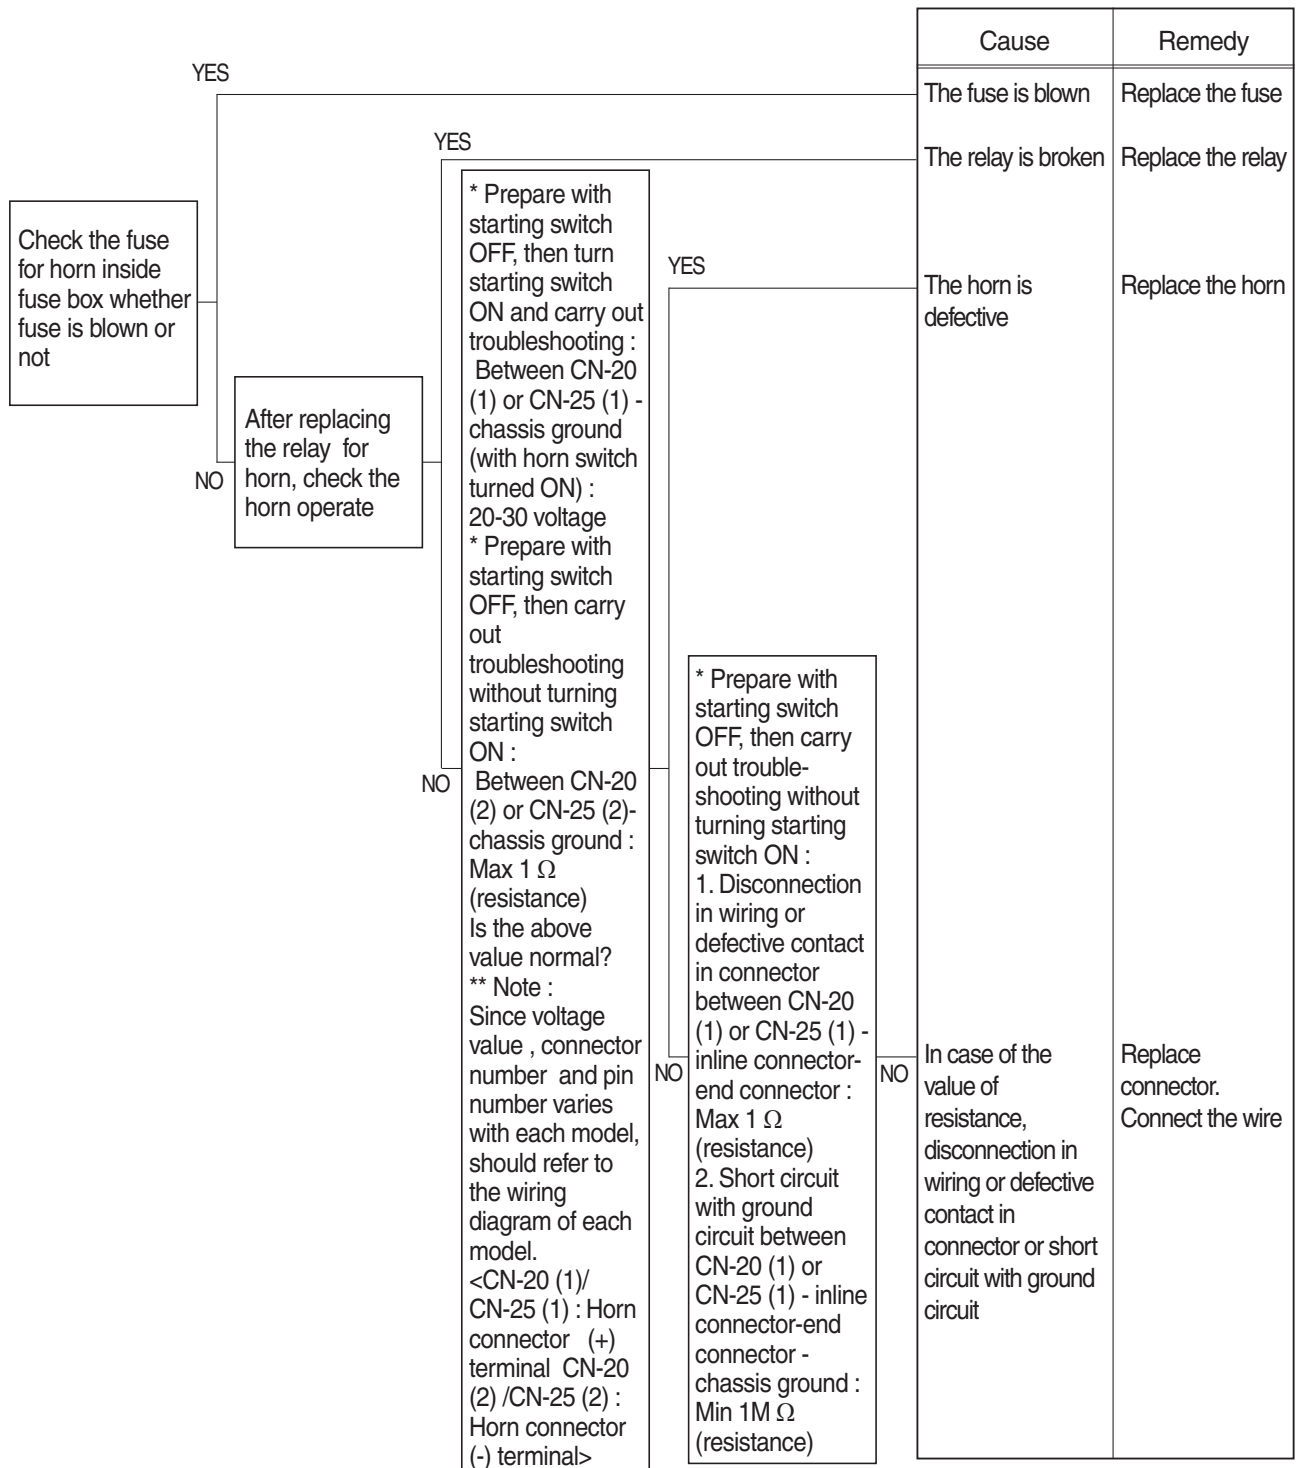 Cause
Remedy
YES
The fuse is blown
Replace the fuse
YES
The relay is broken
Replace the relay
Check the fuse
for horn inside
fuse box whether
fuse is blown or
not
NO
After replacing
the relay for
horn, check the
horn operate
* Prepare with
starting switch
OFF, then turn
starting switch
ON and carry out
troubleshooting :
Between CN-20
(1) or CN-25 (1) -
chassis ground
(with horn switch
turned ON) :
20-30 voltage
* Prepare with
starting switch
OFF, then carry
out
troubleshooting
without turning
starting switch
ON :
Between CN-20
(2) or CN-25 (2)-
chassis ground :
Max 1 Ω
(resistance)
Is the above
value normal?
** Note :
Since voltage
value , connector
number and pin
number varies
with each model,
should refer to
the wiring
diagram of each
model.
<CN-20 (1)/
CN-25 (1) : Horn
connector (+)
terminal CN-20
(2) /CN-25 (2) :
Horn connector
(-) terminal>
NO
YES
The horn is
defective
Replace the horn
NO
* Prepare with
starting switch
OFF, then carry
out trouble-
shooting without
turning starting
switch ON :
1. Disconnection
in wiring or
defective contact
in connector
between CN-20
(1) or CN-25 (1) -
inline connector-
end connector :
Max 1 Ω
(resistance)
2. Short circuit
with ground
circuit between
CN-20 (1) or
CN-25 (1) - inline
connector-end
connector -
chassis ground :
Min 1M Ω
(resistance)
NO
In case of the
value of
resistance,
disconnection in
wiring or defective
contact in
connector or short
circuit with ground
circuit
Replace
connector.
Connect the wire